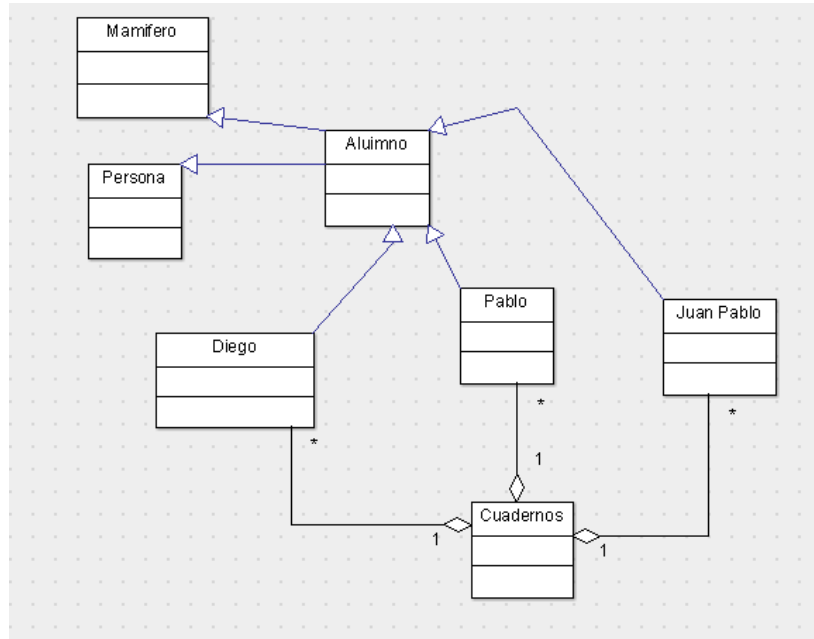 Mamifero
Aluimno
Persona
Pablo
Juan Pablo
Diego
*
*
*
1
Cuadernos
1
1